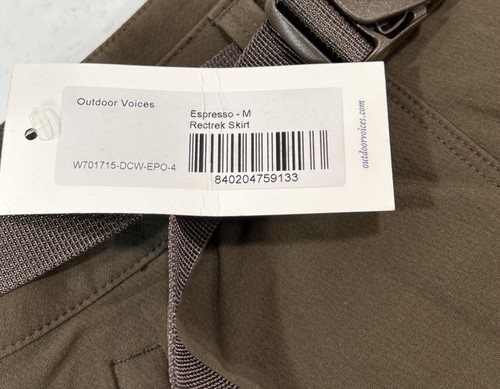 Outdoor Voices
Espresso - M
Rectrek Skirt
W701715-DCW-EPO-4
840204759133
outdoorvoices.com